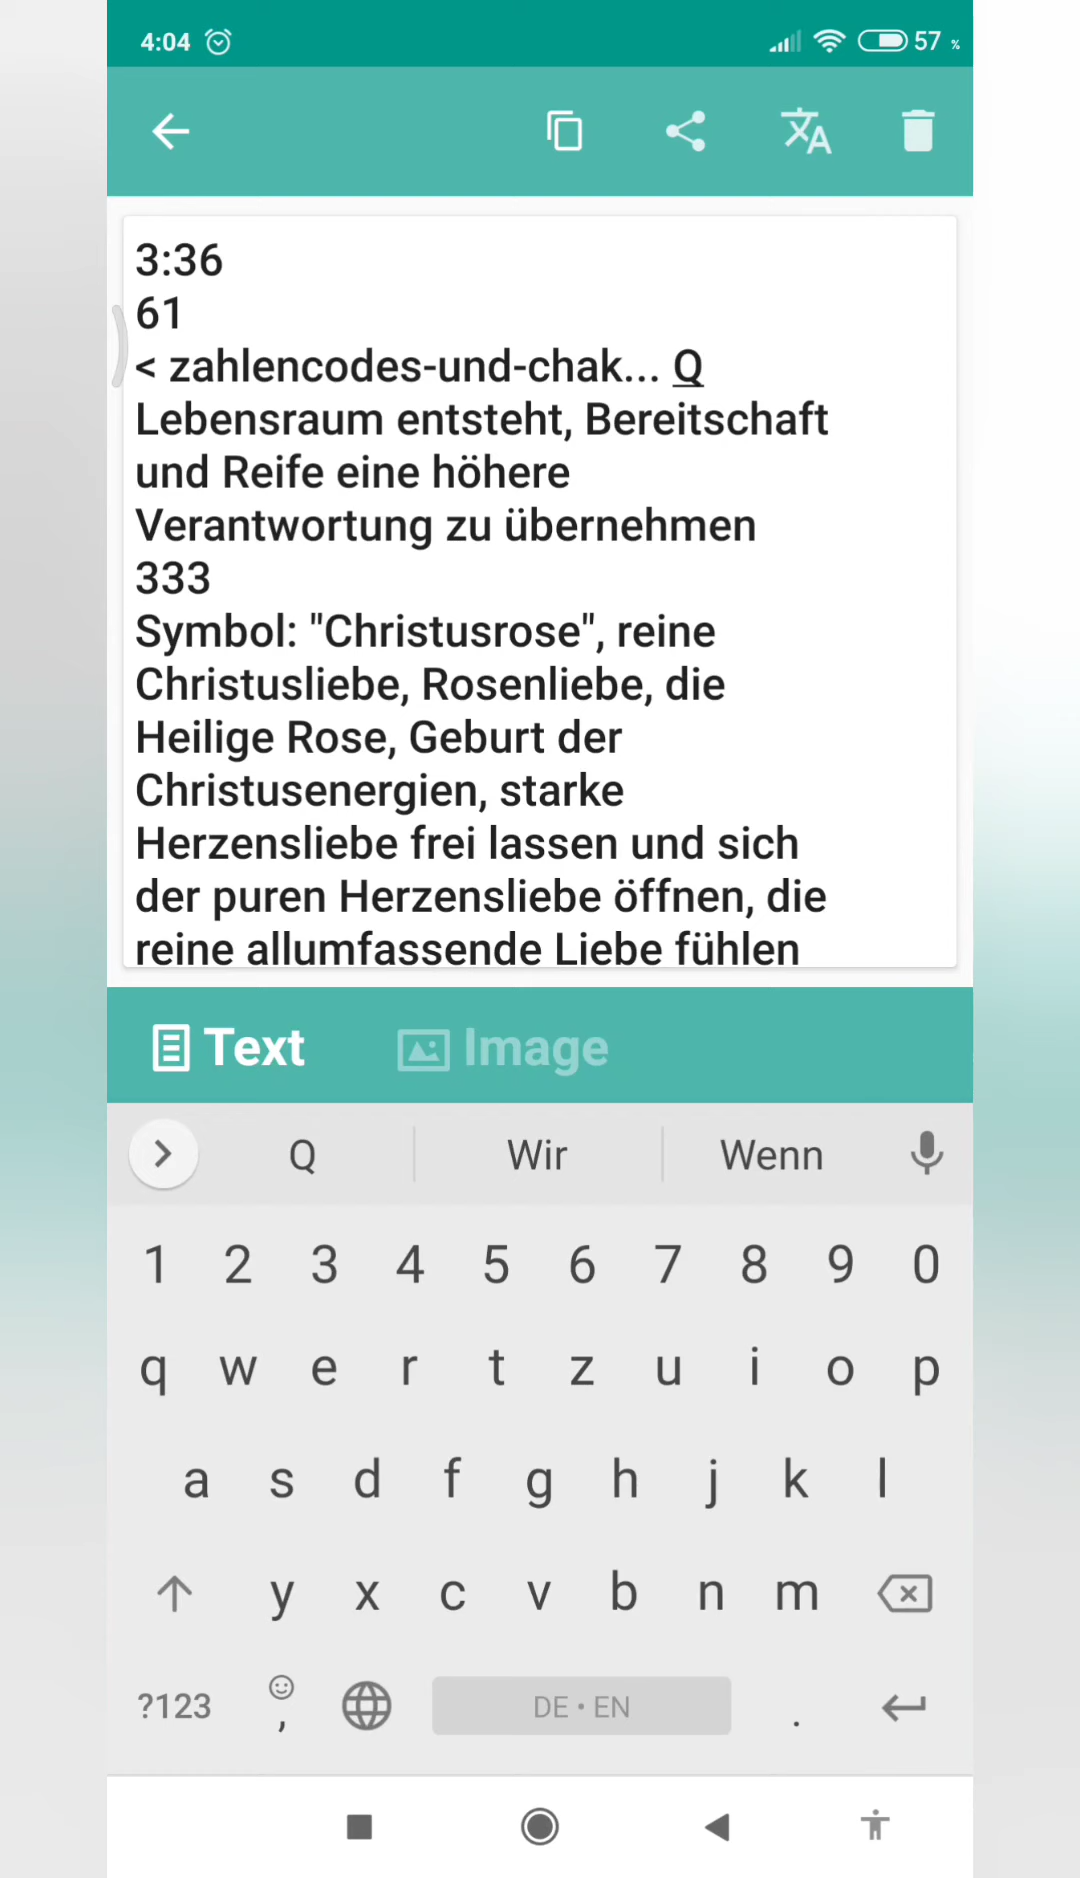 4:04
57 %
3:36
61
< zahlencodes-und-chak... Q
Lebensraum entsteht, Bereitschaft
und Reife eine höhere
Verantwortung zu übernehmen
333
Symbol: "Christusrose", reine
Christusliebe, Rosenliebe, die
Heilige Rose, Geburt der
Christusenergien, starke
Herzensliebe frei lassen und sich
der puren Herzensliebe öffnen, die
reine allumfassende Liebe fühlen
Text Image
Q Wir Wenn
1 2 3 4 5 6 7 8 9 0
q w e r t z u i o p
a s d f g h j k l
y x c v b n m
?123 , DE • EN .